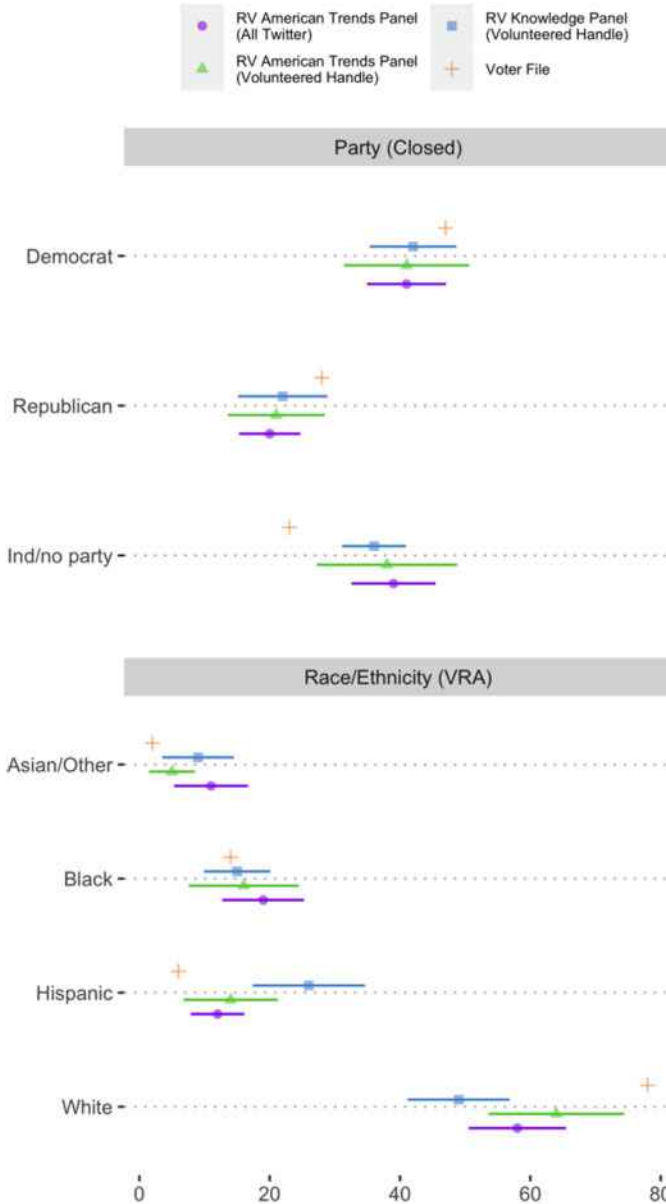 RV American Trends Panel
(All Twitter)
RV Knowledge Panel
(Volunteered Handle)
RV American Trends Panel
(Volunteered Handle)
Voter File
Party (Closed)
Democrat
Republican
Ind/no party
Race/Ethnicity (VRA)
Asian/Other
Black
Hispanic
White
0 20 40 60 80